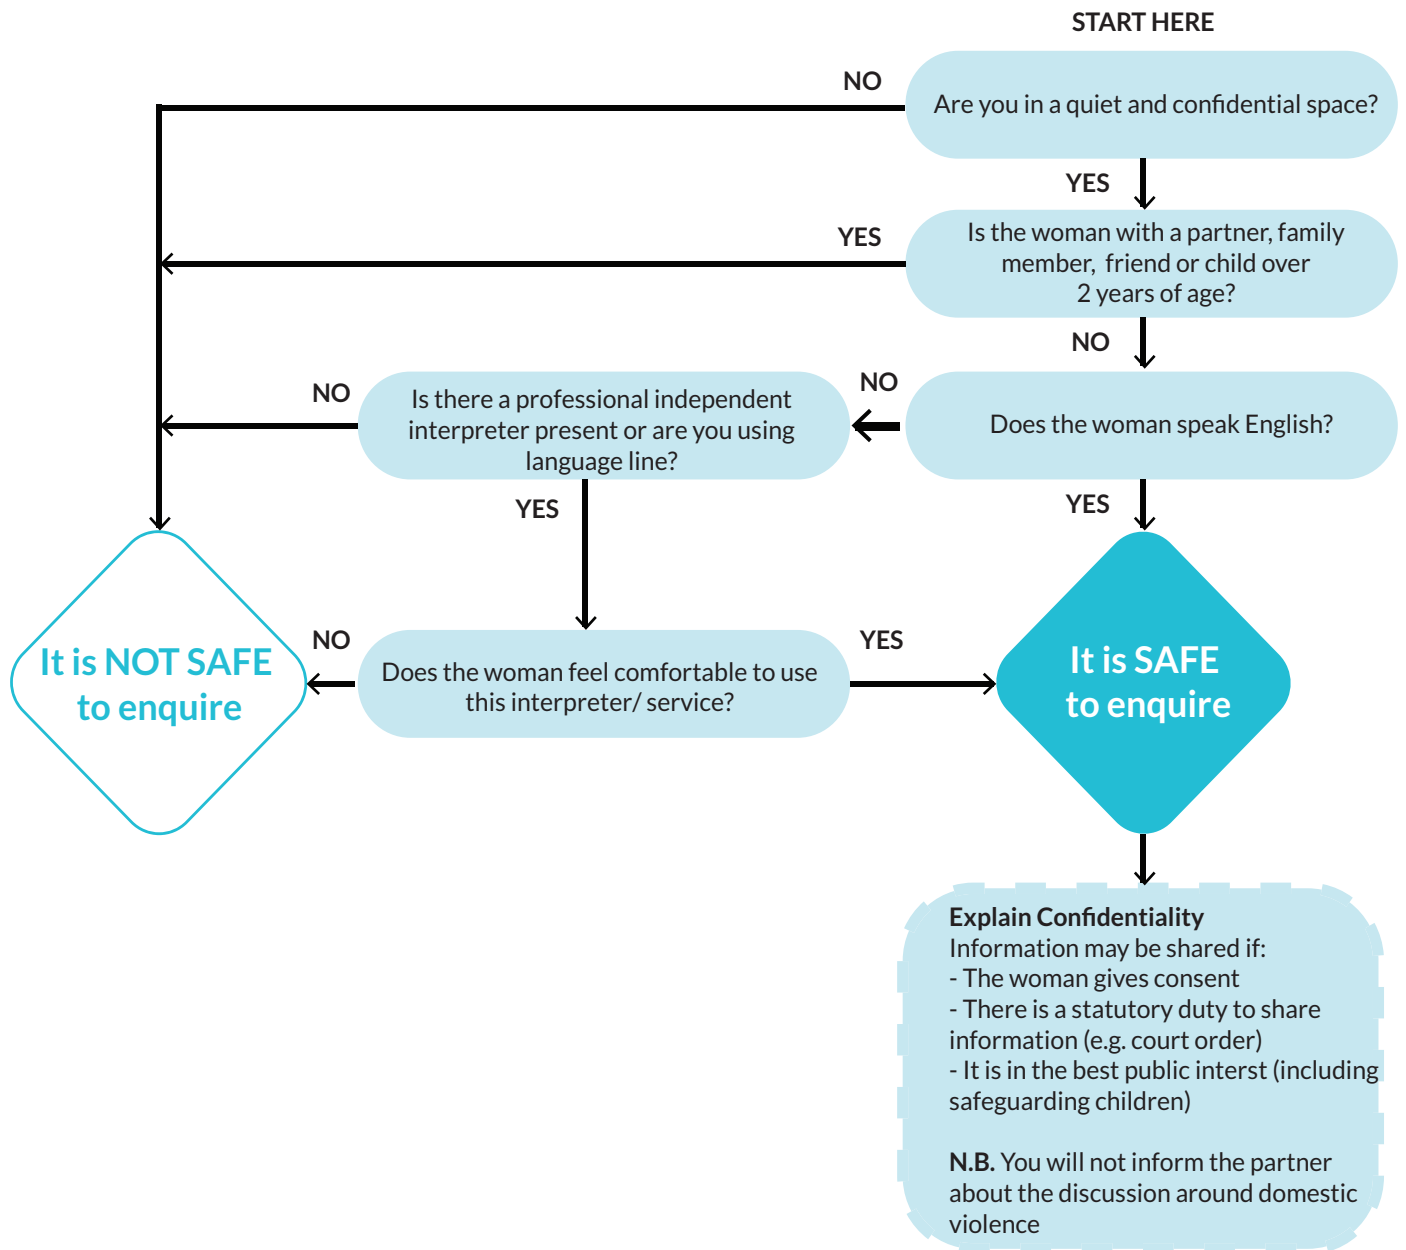 START HERE
NO
Are you in a quiet and confidential space?
YES
YES
Is the woman with a partner, family
member, friend or child over
2 years of age?
NO
NO
Is there a professional independent
interpreter present or are you using
language line?
NO
Does the woman speak English?
YES
YES
It is NOT SAFE
to enquire
NO
Does the woman feel comfortable to use
this interpreter/ service?
YES
It is SAFE
to enquire
Explain Confidentiality
Information may be shared if:
- The woman gives consent
- There is a statutory duty to share
information (e.g. court order)
- It is in the best public interst (including
safeguarding children)
N.B. You will not inform the partner
about the discussion around domestic
violence